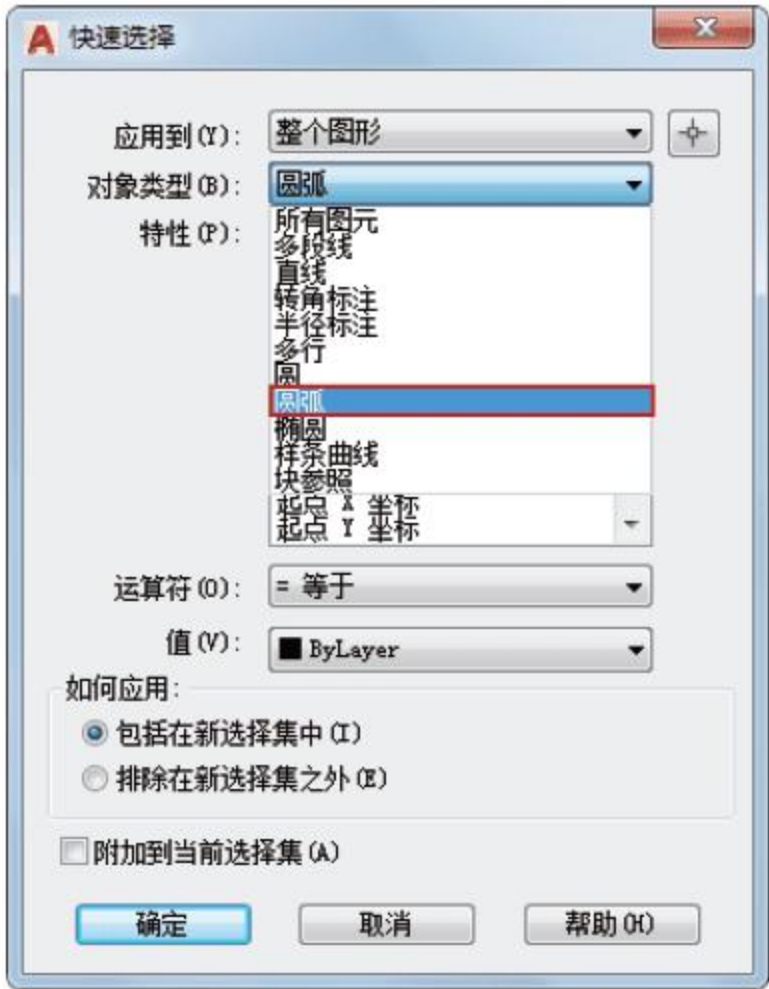 快速选择
应用到(Y): 整个图形
对象类型(B): 圆弧
特性(P): 所有图元
多段线
直线
转角标注
半径标注
多行
圆
圆弧
椭圆
样条曲线
块参照
起点 X 坐标
起点 Y 坐标
运算符(O): = 等于
值(V): ByLayer
如何应用:
包括在新选择集中(I)
排除在新选择集之外(E)
附加到当前选择集(A)
确定 取消 帮助(H)